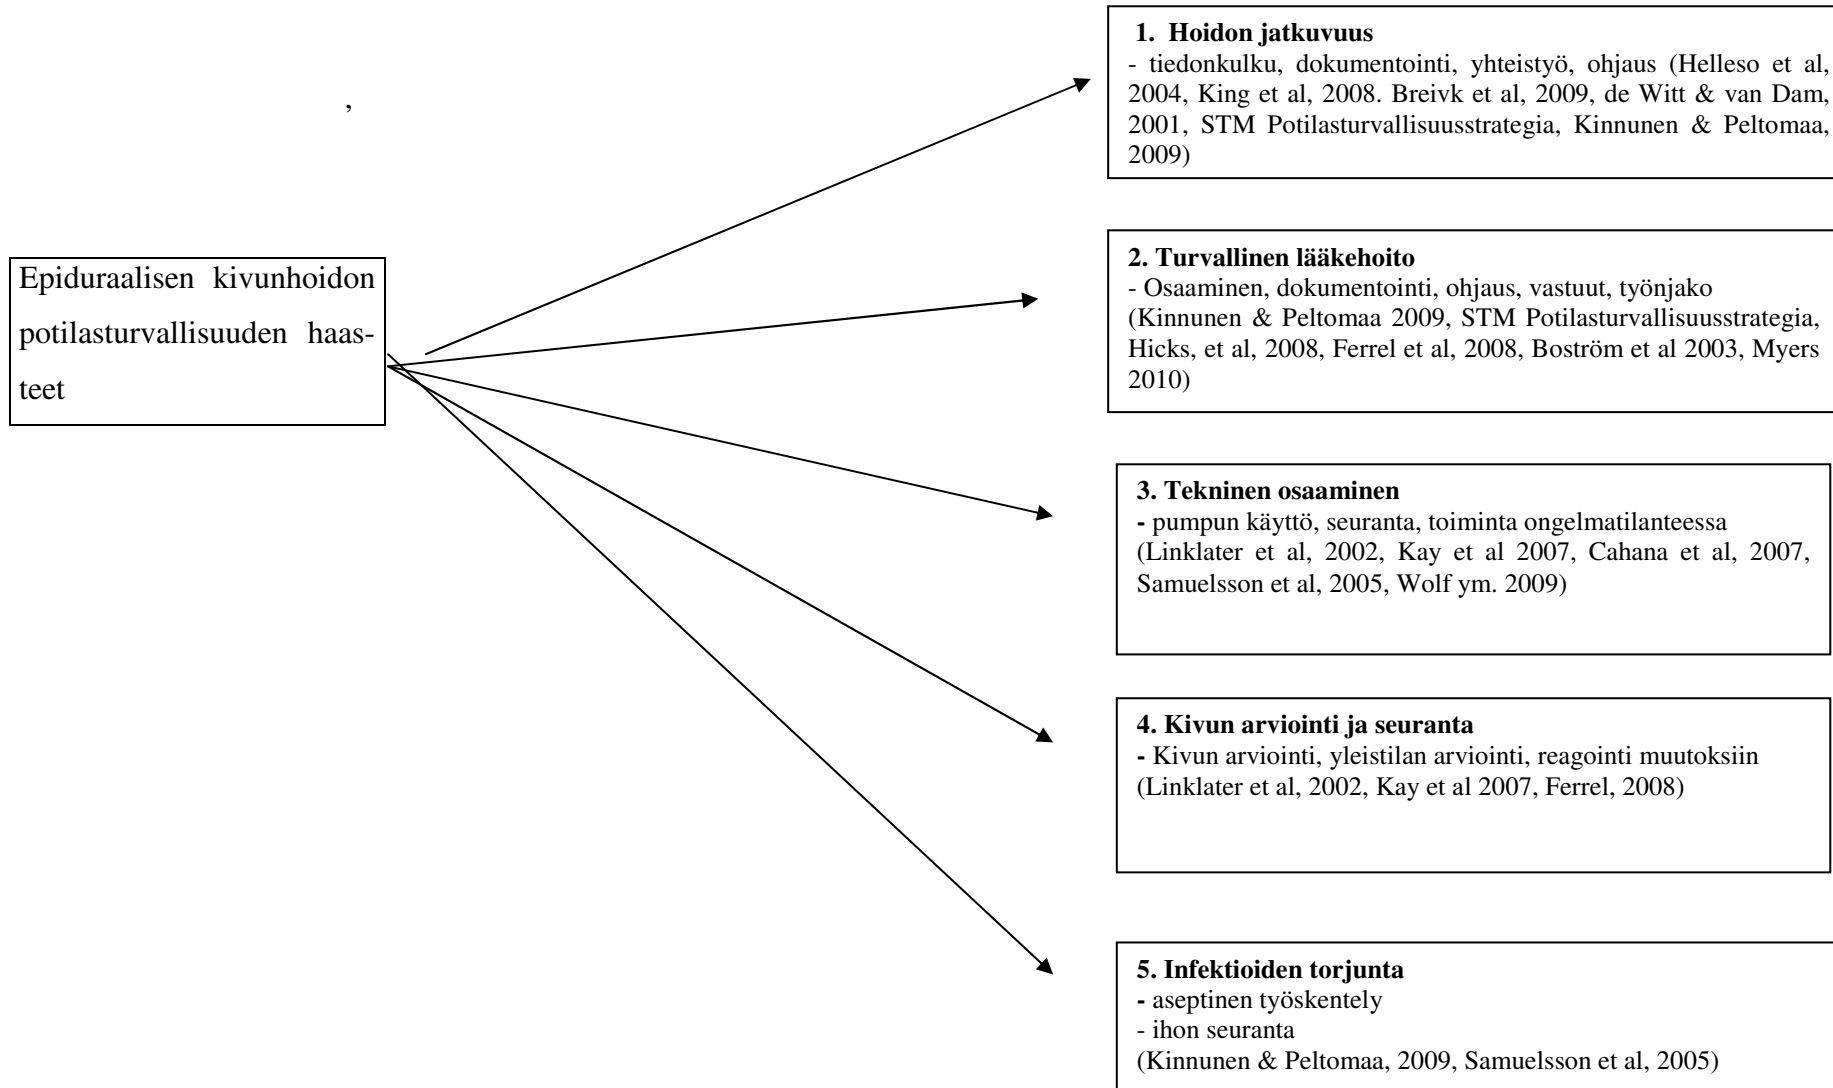 ,
Epiduraalisen kivunhoidon
potilasturvallisuuden haas-
teet
1. Hoidon jatkuvuus
- tiedonkulku, dokumentointi, yhteistyö, ohjaus (Helleso et al,
2004, King et al, 2008. Breivk et al, 2009, de Witt & van Dam,
2001, STM Potilasturvallisuusstrategia, Kinnunen & Peltomaa,
2009)
2. Turvallinen lääkehoito
- Osaaminen, dokumentointi, ohjaus, vastuut, työnjako
(Kinnunen & Peltomaa 2009, STM Potilasturvallisuusstrategia,
Hicks, et al, 2008, Ferrel et al, 2008, Boström et al 2003, Myers
2010)
3. Tekninen osaaminen
- pumpun käyttö, seuranta, toiminta ongelmatilanteessa
(Linklater et al, 2002, Kay et al 2007, Cahana et al, 2007,
Samuelsson et al, 2005, Wolf ym. 2009)
4. Kivun arviointi ja seuranta
- Kivun arviointi, yleistilan arviointi, reagointi muutoksiin
(Linklater et al, 2002, Kay et al 2007, Ferrel, 2008)
5. Infektioiden torjunta
- aseptinen työskentely
- ihon seuranta
(Kinnunen & Peltomaa, 2009, Samuelsson et al, 2005)